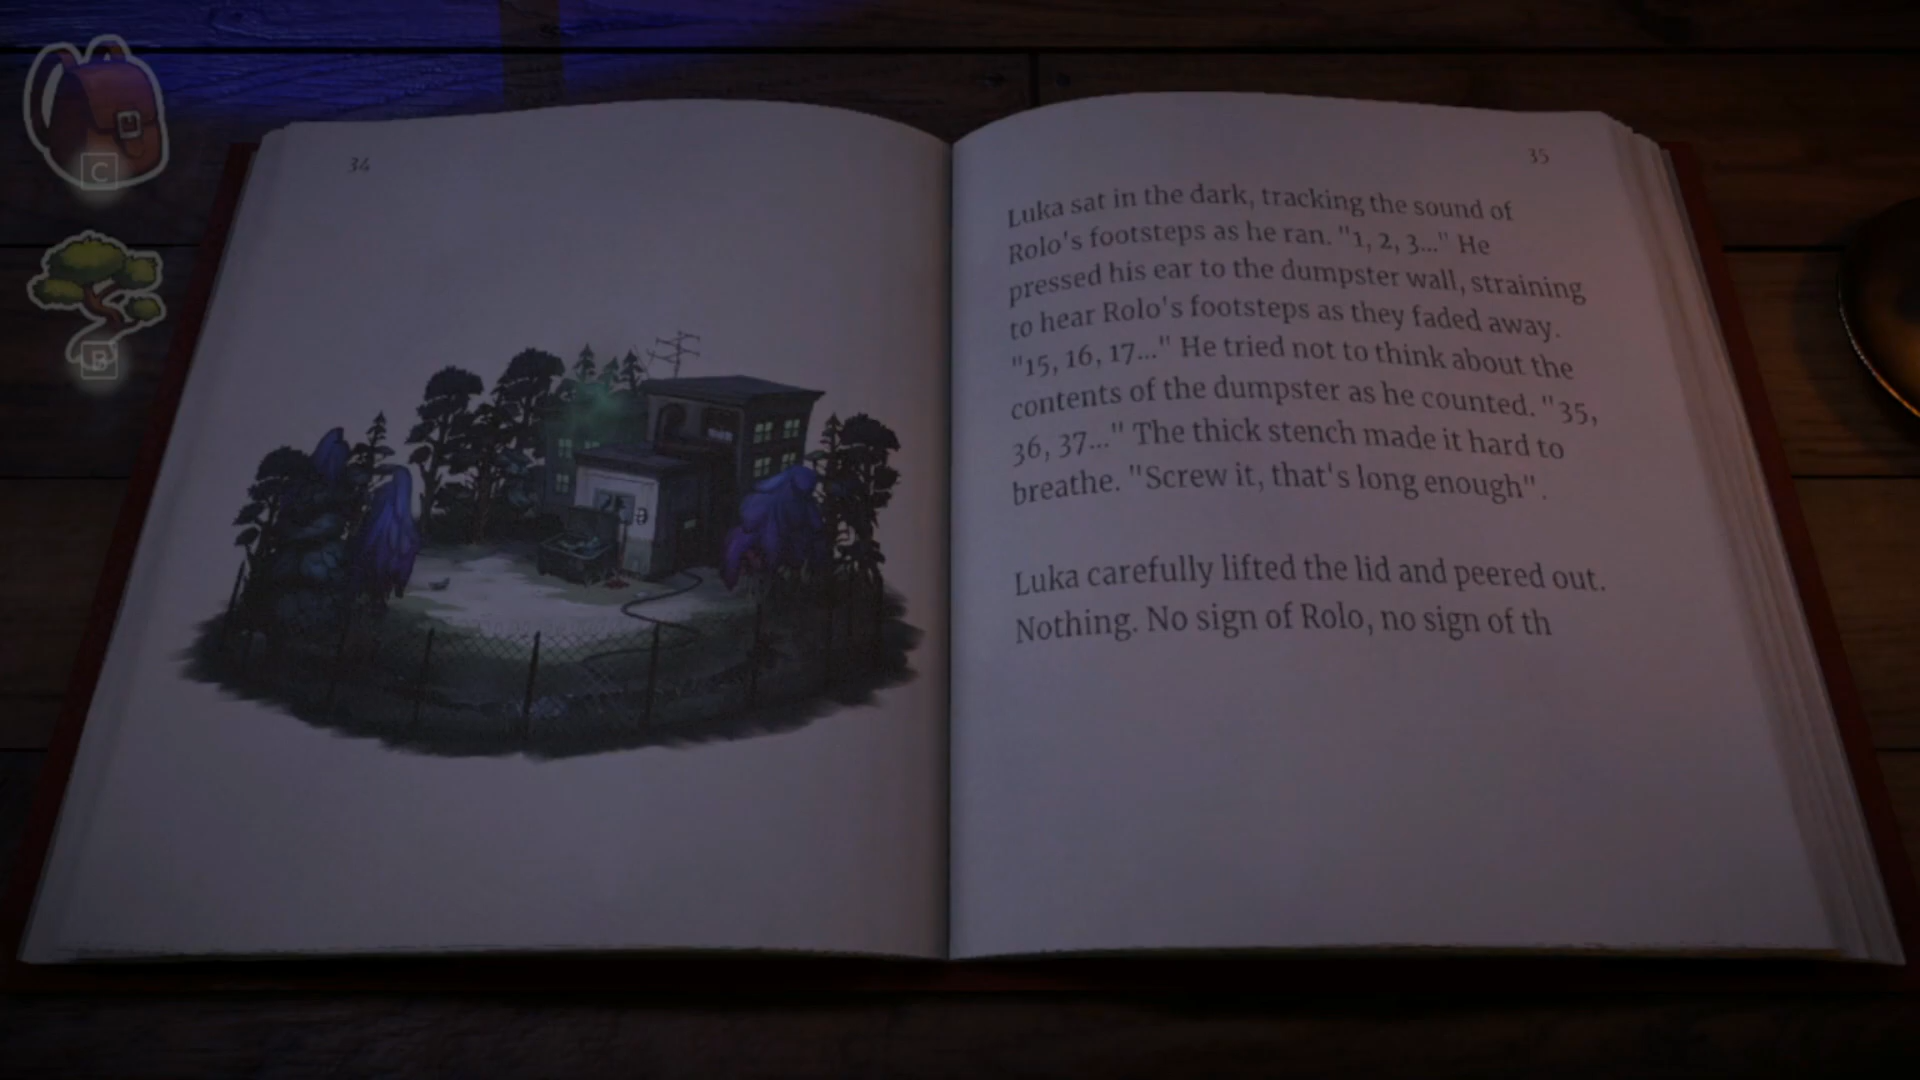 34
35
Luka sat in the dark, tracking the sound of
Rolo's footsteps as he ran. "1, 2, 3..." He
pressed his ear to the dumpster wall, straining
to hear Rolo's footsteps as they faded away.
"15, 16, 17..." He tried not to think about the
contents of the dumpster as he counted. "35,
36, 37..." The thick stench made it hard to
breathe. "Screw it, that's long enough".
Luka carefully lifted the lid and peered out.
Nothing. No sign of Rolo, no sign of th
C
B